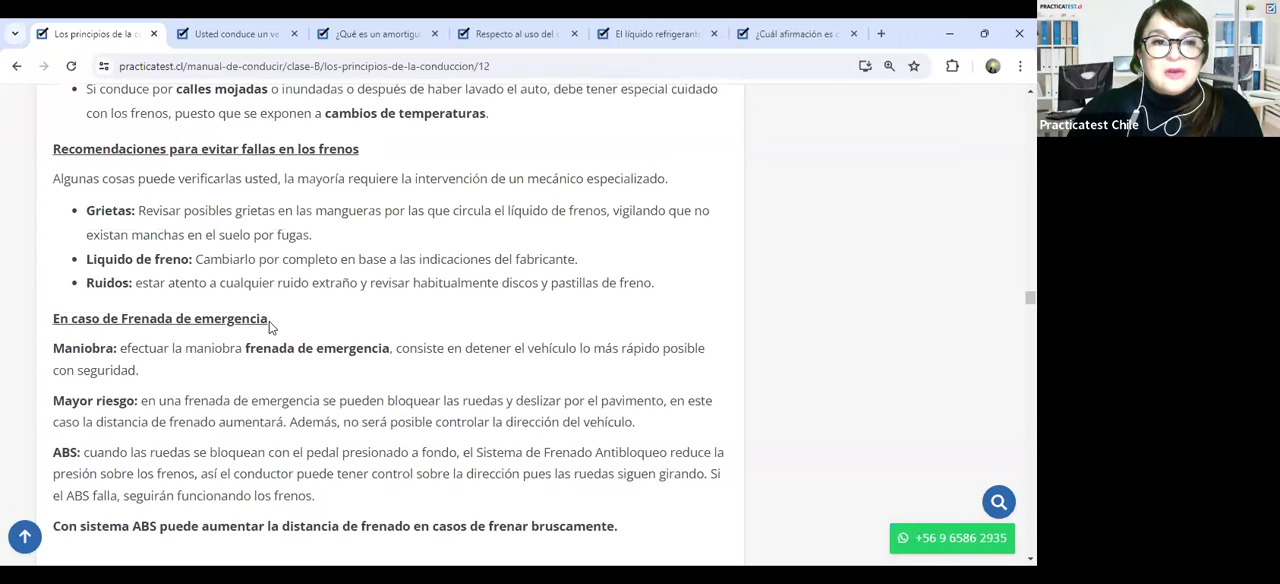 Los principios de la c
Usted conduce un ve
¿Qué es un amortigu
Respecto al uso del c
El líquido refrigerant
¿Cuál afirmación es c
practicatest.cl/manual-de-conducir/clase-B/los-principios-de-la-conduccion/12
PRACTICATEST.cl
Practicatest Chile
• Si conduce por calles mojadas o inundadas o después de haber lavado el auto, debe tener especial cuidado
con los frenos, puesto que se exponen a cambios de temperaturas.
Recomendaciones para evitar fallas en los frenos
Algunas cosas puede verificarlas usted, la mayoría requiere la intervención de un mecánico especializado.
• Grietas: Revisar posibles grietas en las mangueras por las que circula el líquido de frenos, vigilando que no
existan manchas en el suelo por fugas.
• Liquido de freno: Cambiarlo por completo en base a las indicaciones del fabricante.
• Ruidos: estar atento a cualquier ruido extraño y revisar habitualmente discos y pastillas de freno.
En caso de Frenada de emergencia
Maniobra: efectuar la maniobra frenada de emergencia, consiste en detener el vehículo lo más rápido posible
con seguridad.
Mayor riesgo: en una frenada de emergencia se pueden bloquear las ruedas y deslizar por el pavimento, en este
caso la distancia de frenado aumentará. Además, no será posible controlar la dirección del vehículo.
ABS: cuando las ruedas se bloquean con el pedal presionado a fondo, el Sistema de Frenado Antibloqueo reduce la
presión sobre los frenos, así el conductor puede tener control sobre la dirección pues las ruedas siguen girando. Si
el ABS falla, seguirán funcionando los frenos.
Con sistema ABS puede aumentar la distancia de frenado en casos de frenar bruscamente.
+56 9 6586 2935